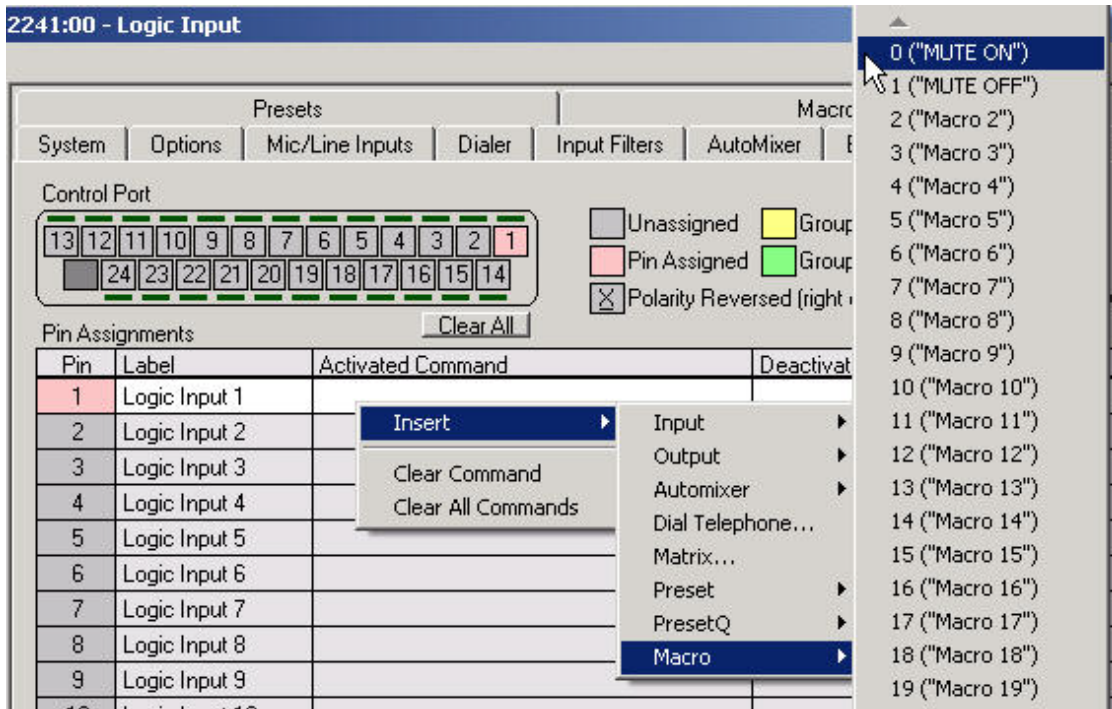 2241:00 - Logic Input
Presets
Macro
System Options Mic/Line Inputs Dialer Input Filters AutoMixer
Control Port
13 12 11 10 9 8 7 6 5 4 3 2 1
24 23 22 21 20 19 18 17 16 15 14
Unassigned Group
Pin Assigned Group
X Polarity Reversed (right
Clear All
Pin Assignments
Pin Label Activated Command Deactivat
1 Logic Input 1
2 Logic Input 2
3 Logic Input 3
4 Logic Input 4
5 Logic Input 5
6 Logic Input 6
7 Logic Input 7
8 Logic Input 8
9 Logic Input 9
Insert
Clear Command
Clear All Commands
Input
Output
Automixer
Dial Telephone...
Matrix...
Preset
PresetQ
Macro
0 ("MUTE ON")
1 ("MUTE OFF")
2 ("Macro 2")
3 ("Macro 3")
4 ("Macro 4")
5 ("Macro 5")
6 ("Macro 6")
7 ("Macro 7")
8 ("Macro 8")
9 ("Macro 9")
10 ("Macro 10")
11 ("Macro 11")
12 ("Macro 12")
13 ("Macro 13")
14 ("Macro 14")
15 ("Macro 15")
16 ("Macro 16")
17 ("Macro 17")
18 ("Macro 18")
19 ("Macro 19")